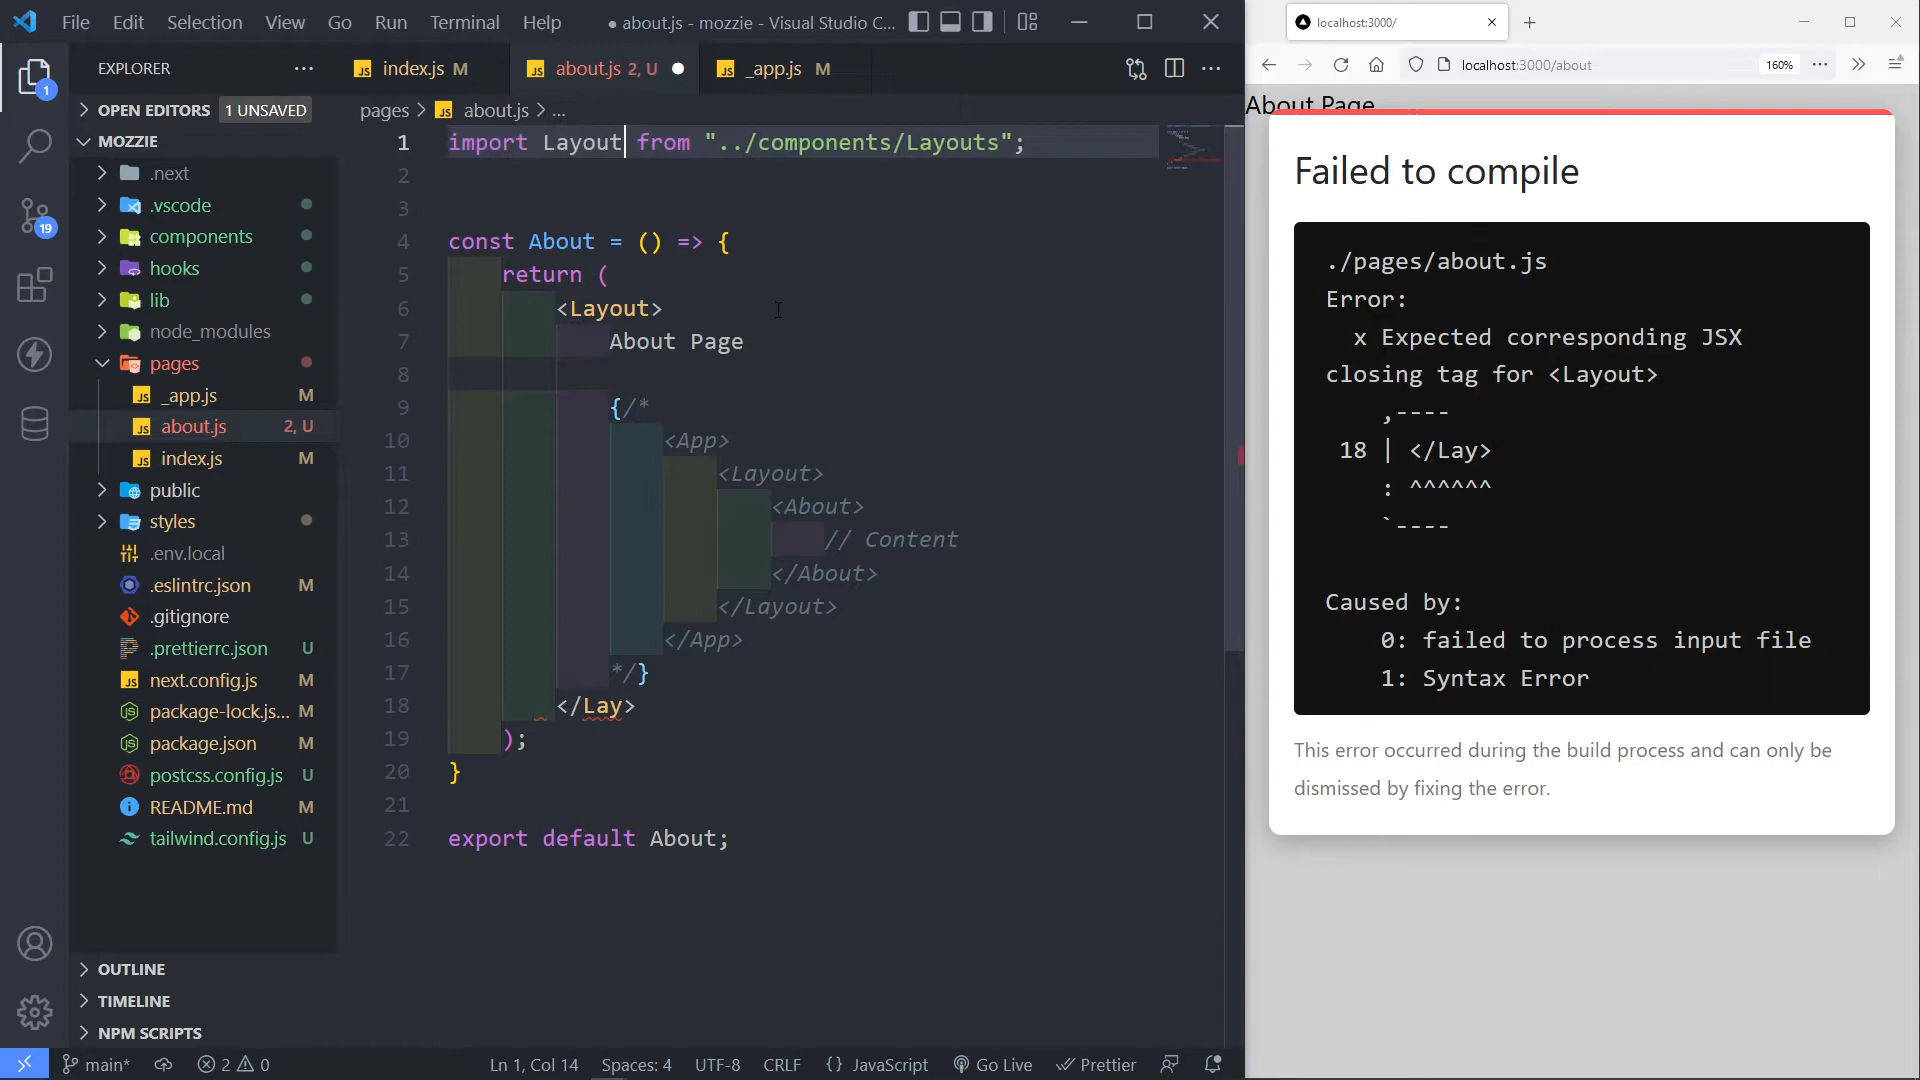 File Edit Selection View Go Run Terminal Help
● about.js - mozzie - Visual Studio C...
EXPLORER
OPEN EDITORS 1 UNSAVED
MOZZIE
.next
.vscode
components
hooks
lib
node_modules
pages
_app.js M
about.js 2, U
index.js M
public
styles
.env.local
.eslintrc.json M
.gitignore
.prettierrc.json U
next.config.js M
package-lock.js... M
package.json M
postcss.config.js U
README.md M
tailwind.config.js U
OUTLINE
TIMELINE
NPM SCRIPTS
1
19
index.js M
about.js 2, U ●
_app.js M
pages > about.js > ...
1 import Layout from "../components/Layouts";
2
3
4 const About = () => {
5 return (
6 <Layout>
7 About Page
8
9 {/*
10 <App>
11 <Layout>
12 <About>
13 // Content
14 </About>
15 </Layout>
16 </App>
17 */}
18 </Lay>
19 );
20 }
21
22 export default About;
main* 2 0 Ln 1, Col 14 Spaces: 4 UTF-8 CRLF {} JavaScript Go Live Prettier
localhost:3000/
localhost:3000/about 160%
About Page
Failed to compile
./pages/about.js
Error:
x Expected corresponding JSX
closing tag for <Layout>
,----
18 | </Lay>
: ^^^^^^
`----
Caused by:
0: failed to process input file
1: Syntax Error
This error occurred during the build process and can only be
dismissed by fixing the error.